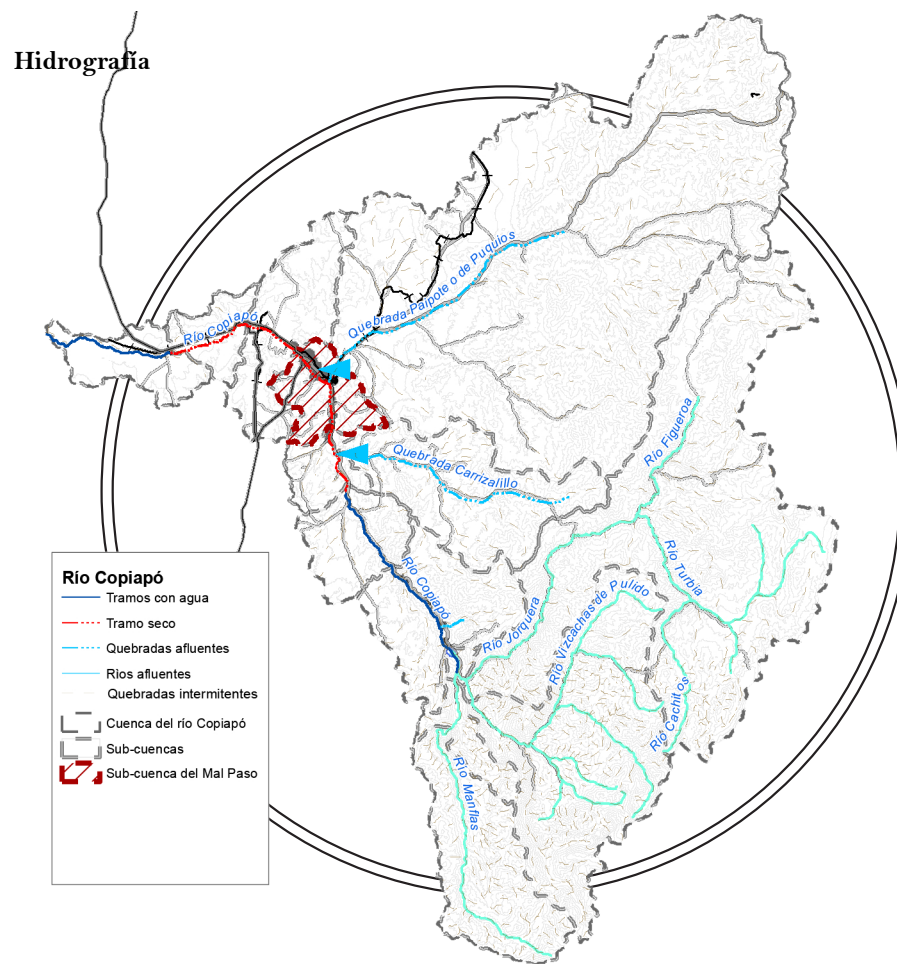 Hidrografía
Quebrada Paipote o de Puquios
Río Copiapó
Río Figueroa
Quebrada Carrizalillo
Río Turbia
Río Copiapó
Río Jorquera
Río Vizcachas de Pulido
Río Cachitos
Río Manflas
Río Copiapó
Tramos con agua
Tramo seco
Quebradas afluentes
Rios afluentes
Quebradas intermitentes
Cuenca del río Copiapó
Sub-cuencas
Sub-cuenca del Mal Paso